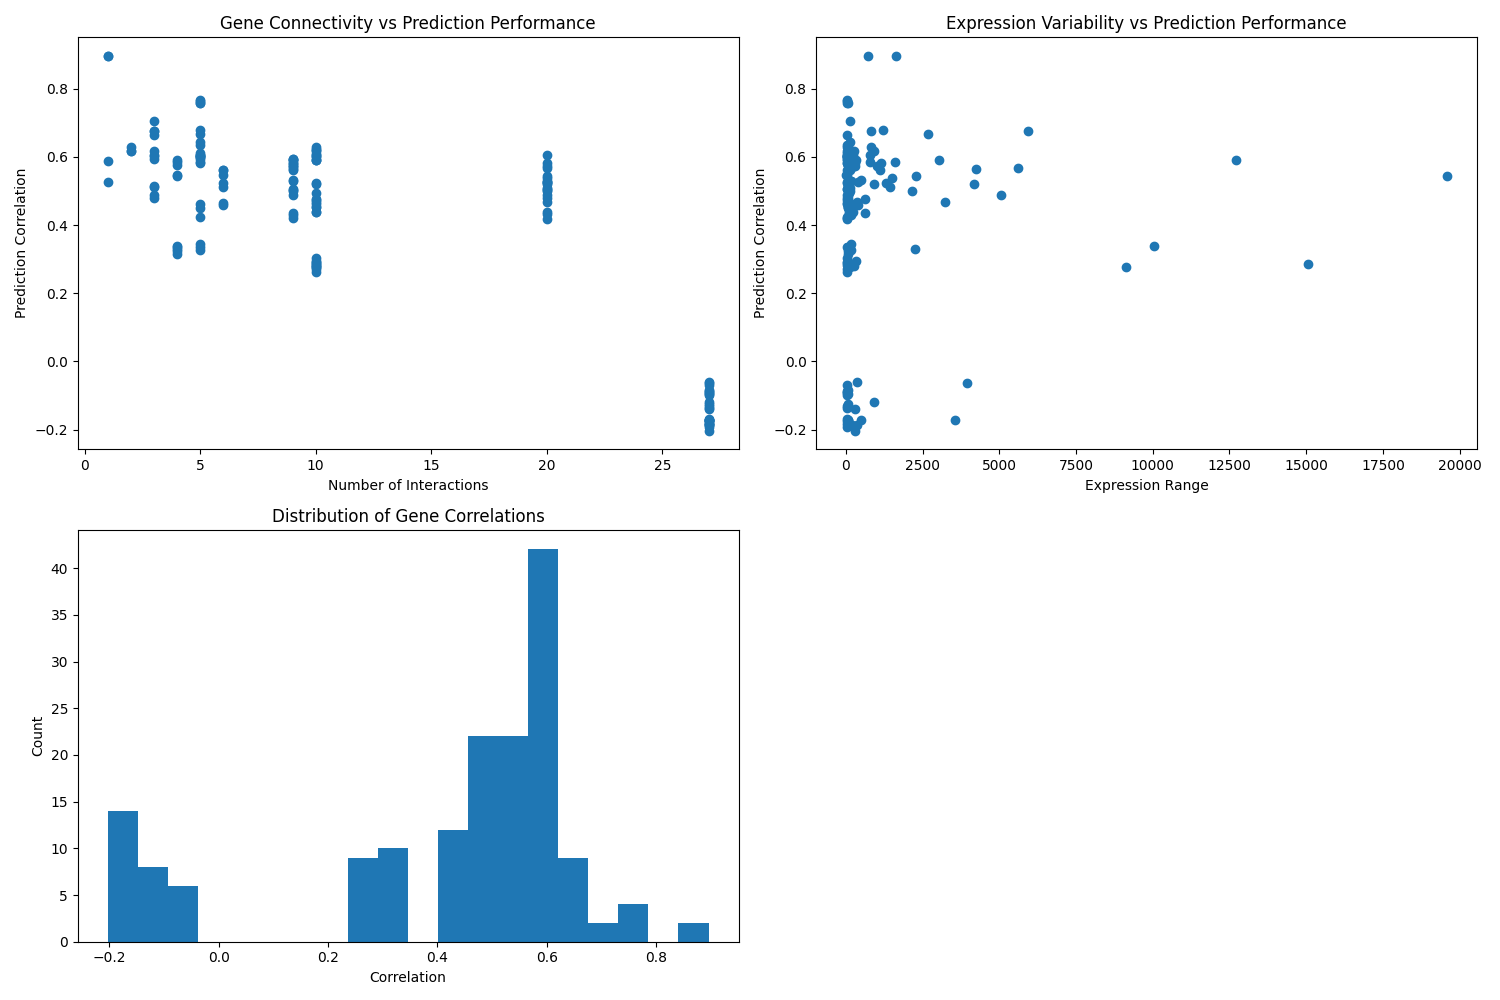 Gene Connectivity vs Prediction Performance
Prediction Correlation
0.8
0.6
0.4
0.2
0.0
−0.2
0 5 10 15 20 25
Number of Interactions
Expression Variability vs Prediction Performance
Prediction Correlation
0.8
0.6
0.4
0.2
0.0
−0.2
0 2500 5000 7500 10000 12500 15000 17500 20000
Expression Range
Distribution of Gene Correlations
Count
40
35
30
25
20
15
10
5
0
−0.2 0.0 0.2 0.4 0.6 0.8
Correlation